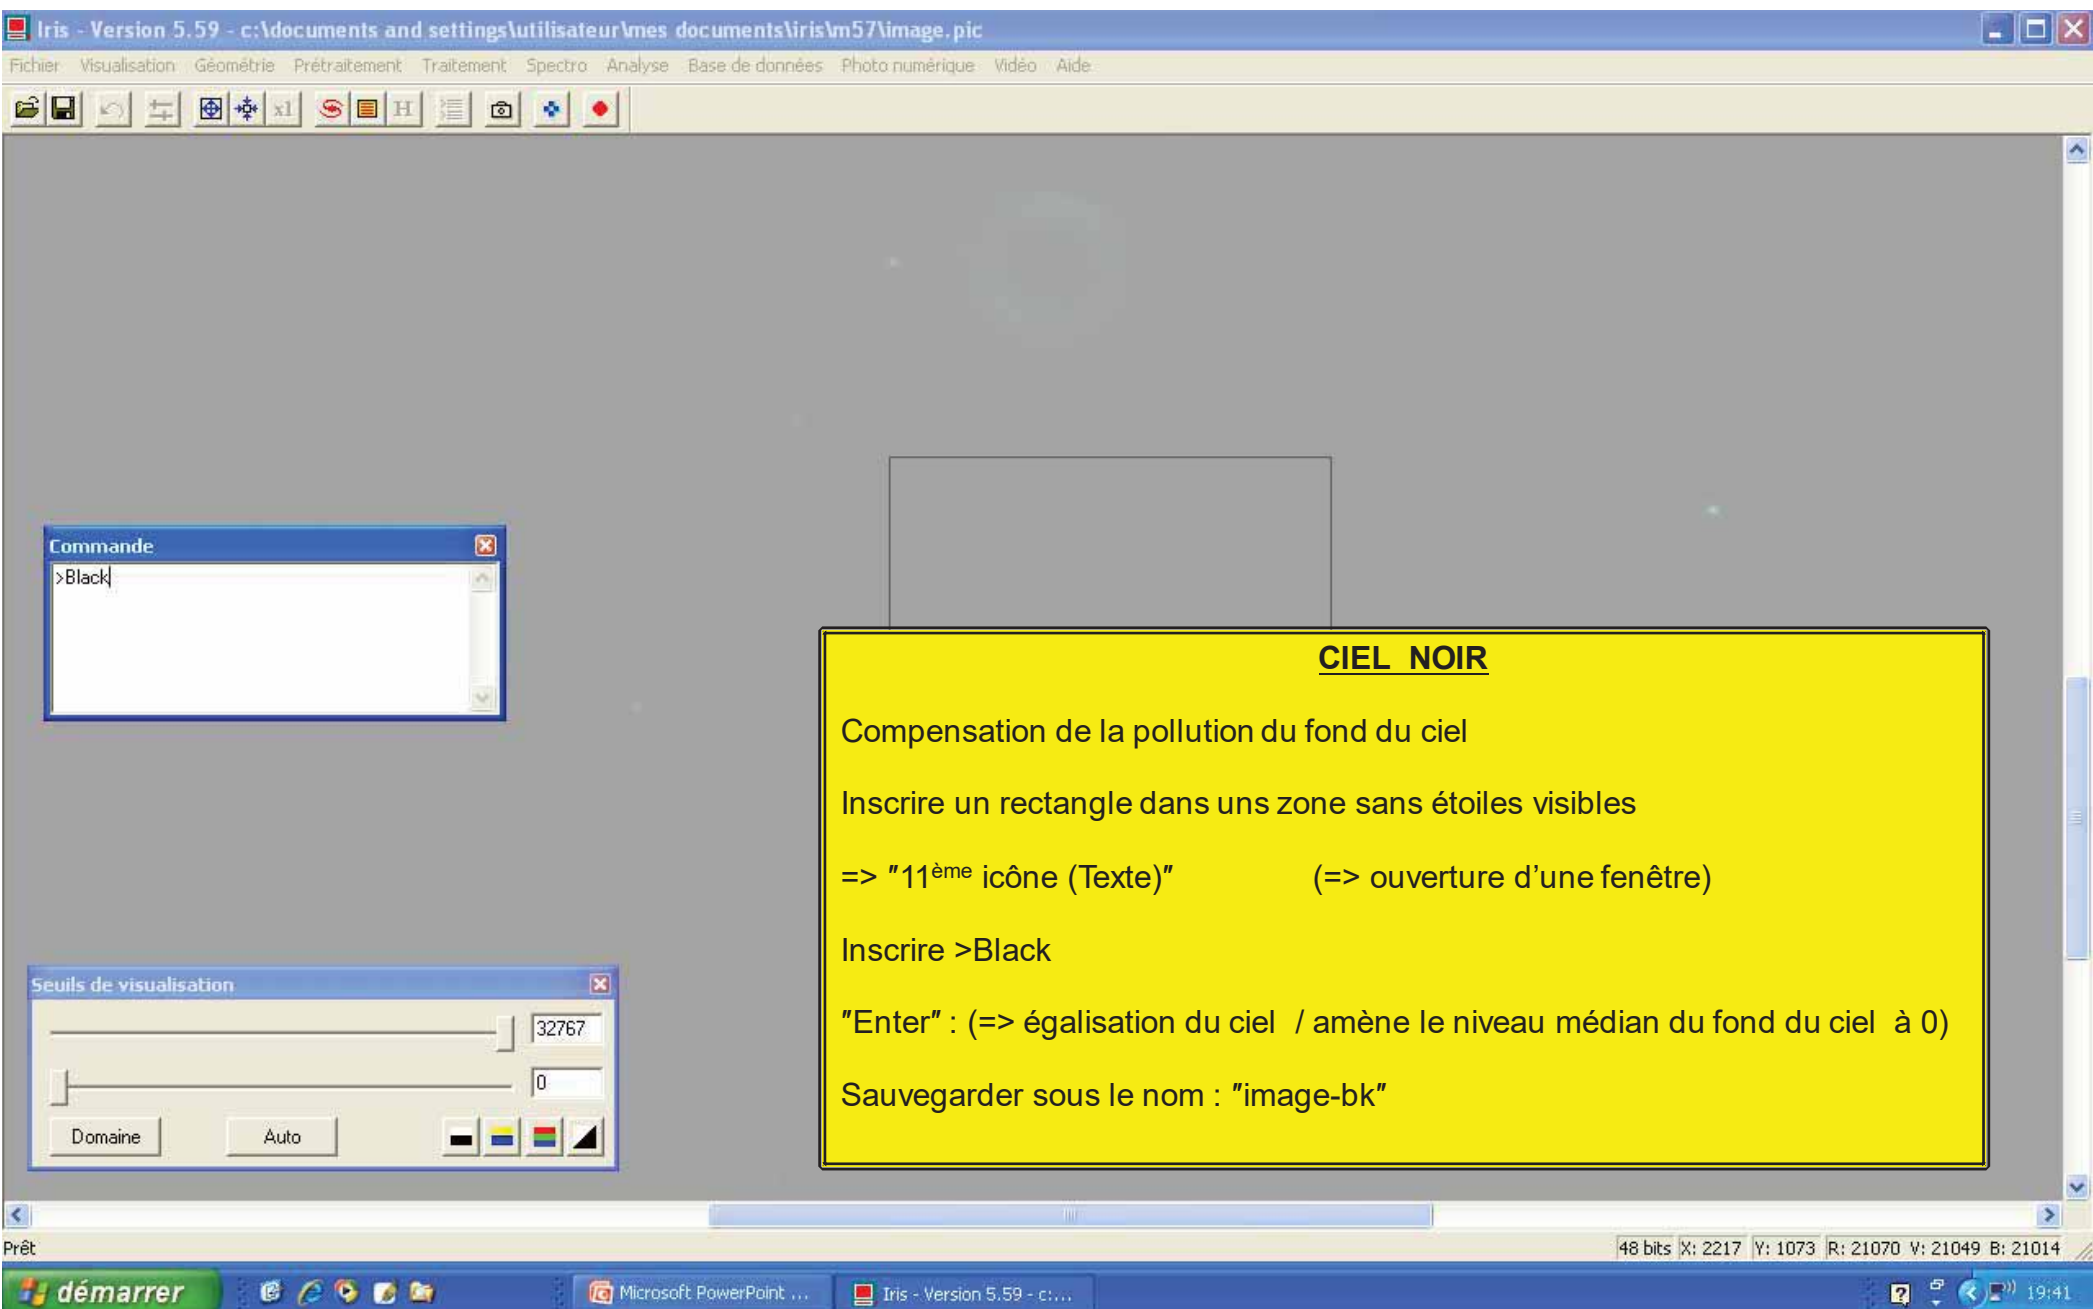 Iris - Version 5.59 - c:\documents and settings\utilisateur\mes documents\iris\m57\image.pic
Fichier Visualisation Géométrie Prétraitement Traitement Spectro Analyse Base de données Photo numérique Vidéo Aide
x1 H
Commande
>Black
CIEL NOIR
Compensation de la pollution du fond du ciel
Inscrire un rectangle dans uns zone sans étoiles visibles
=> "11ème icône (Texte)" (=> ouverture d’une fenêtre)
Inscrire >Black
"Enter" : (=> égalisation du ciel / amène le niveau médian du fond du ciel à 0)
Sauvegarder sous le nom : "image-bk"
Seuils de visualisation
32767
0
Domaine Auto
Prêt 48 bits X: 2217 Y: 1073 R: 21070 V: 21049 B: 21014
démarrer Microsoft PowerPoint ... Iris - Version 5.59 - c:... 19:41